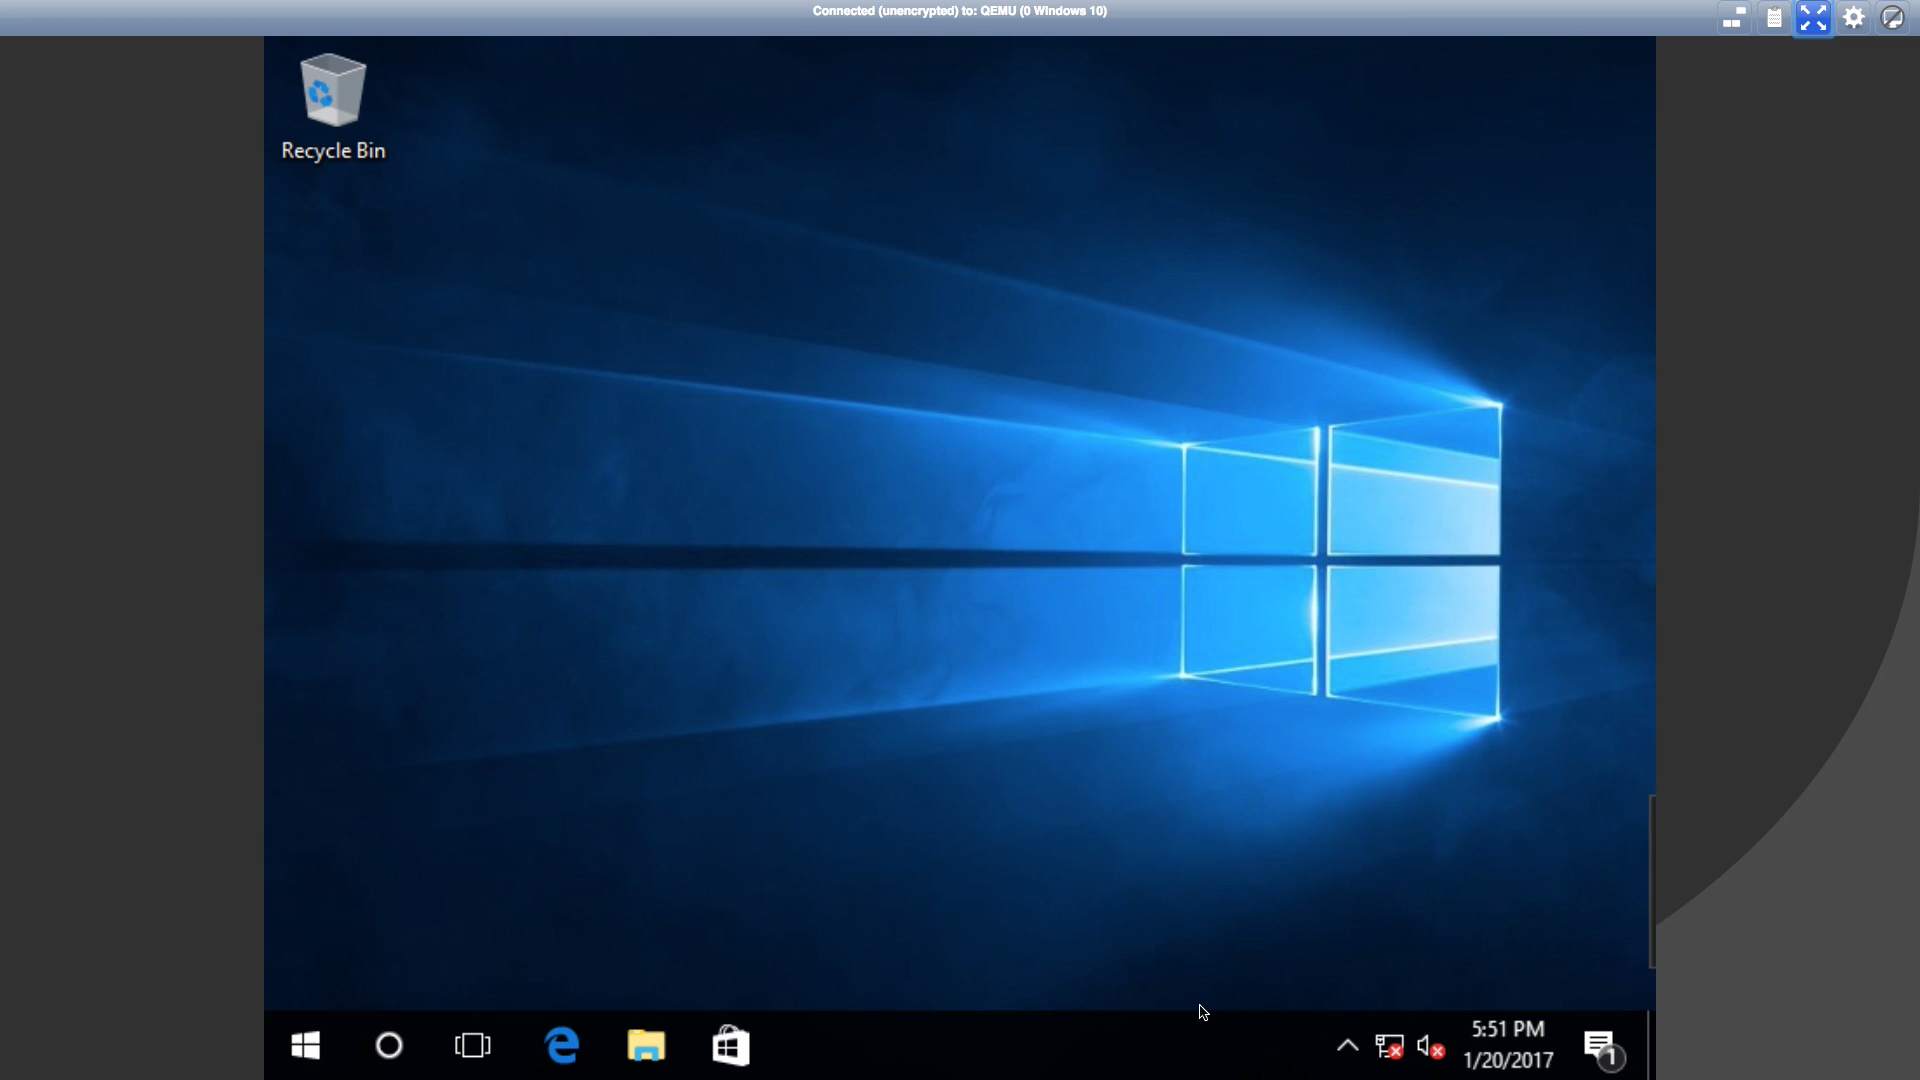 Connected (unencrypted) to: QEMU (0 Windows 10)
Recycle Bin
5:51 PM
1/20/2017
1